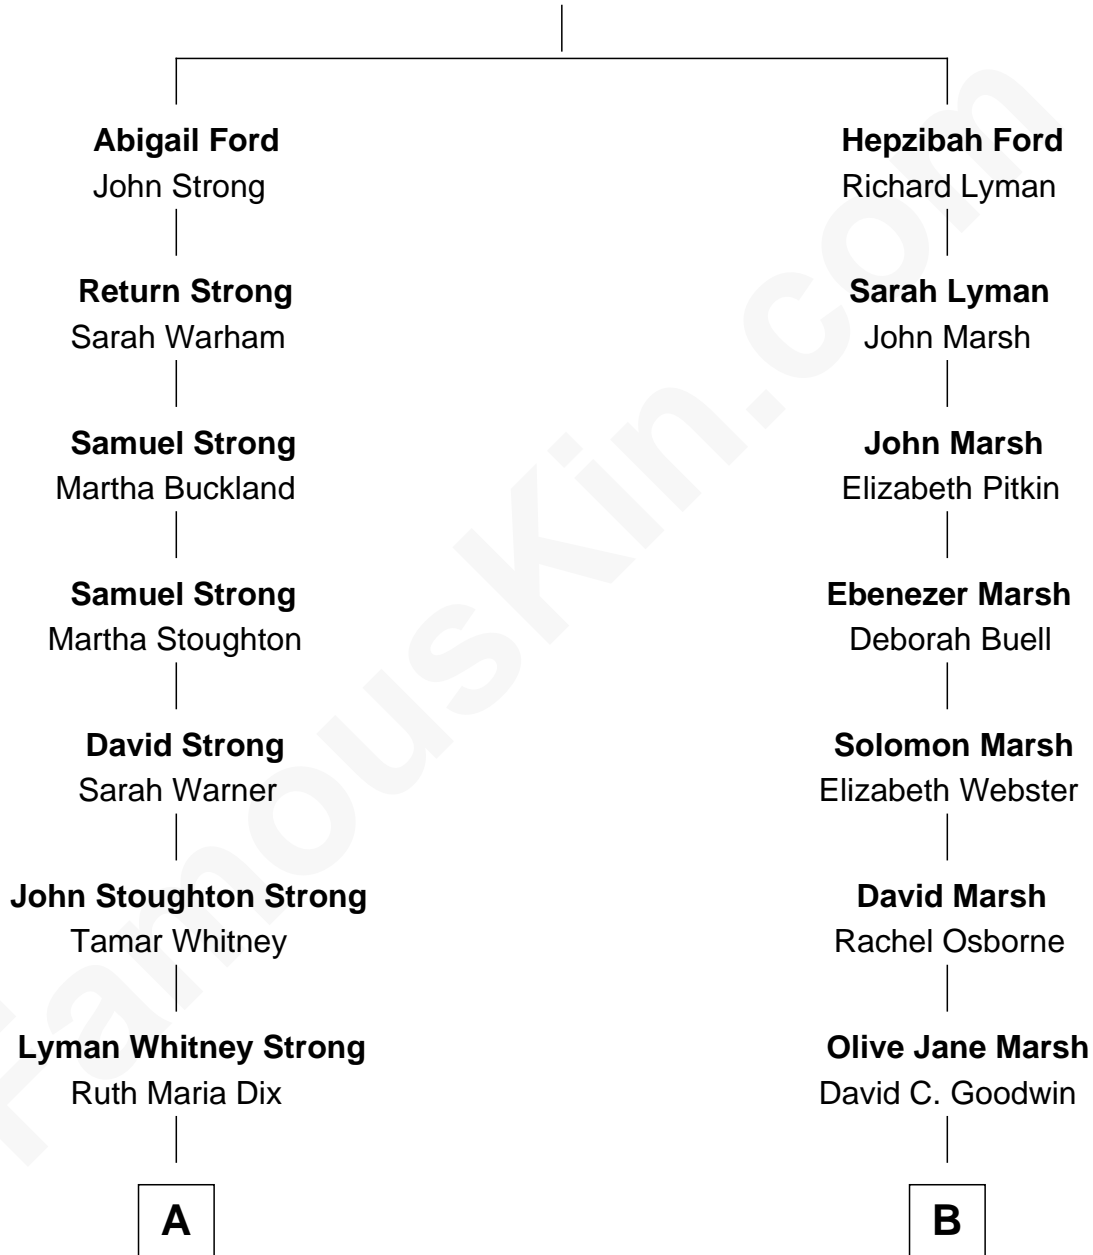 Abigail Ford
John Strong
Return Strong
Sarah Warham
Samuel Strong
Martha Buckland
Samuel Strong
Martha Stoughton
David Strong
Sarah Warner
John Stoughton Strong
Tamar Whitney
Lyman Whitney Strong
Ruth Maria Dix
A
Hepzibah Ford
Richard Lyman
Sarah Lyman
John Marsh
John Marsh
Elizabeth Pitkin
Ebenezer Marsh
Deborah Buell
Solomon Marsh
Elizabeth Webster
David Marsh
Rachel Osborne
Olive Jane Marsh
David C. Goodwin
B
FamousKin.com